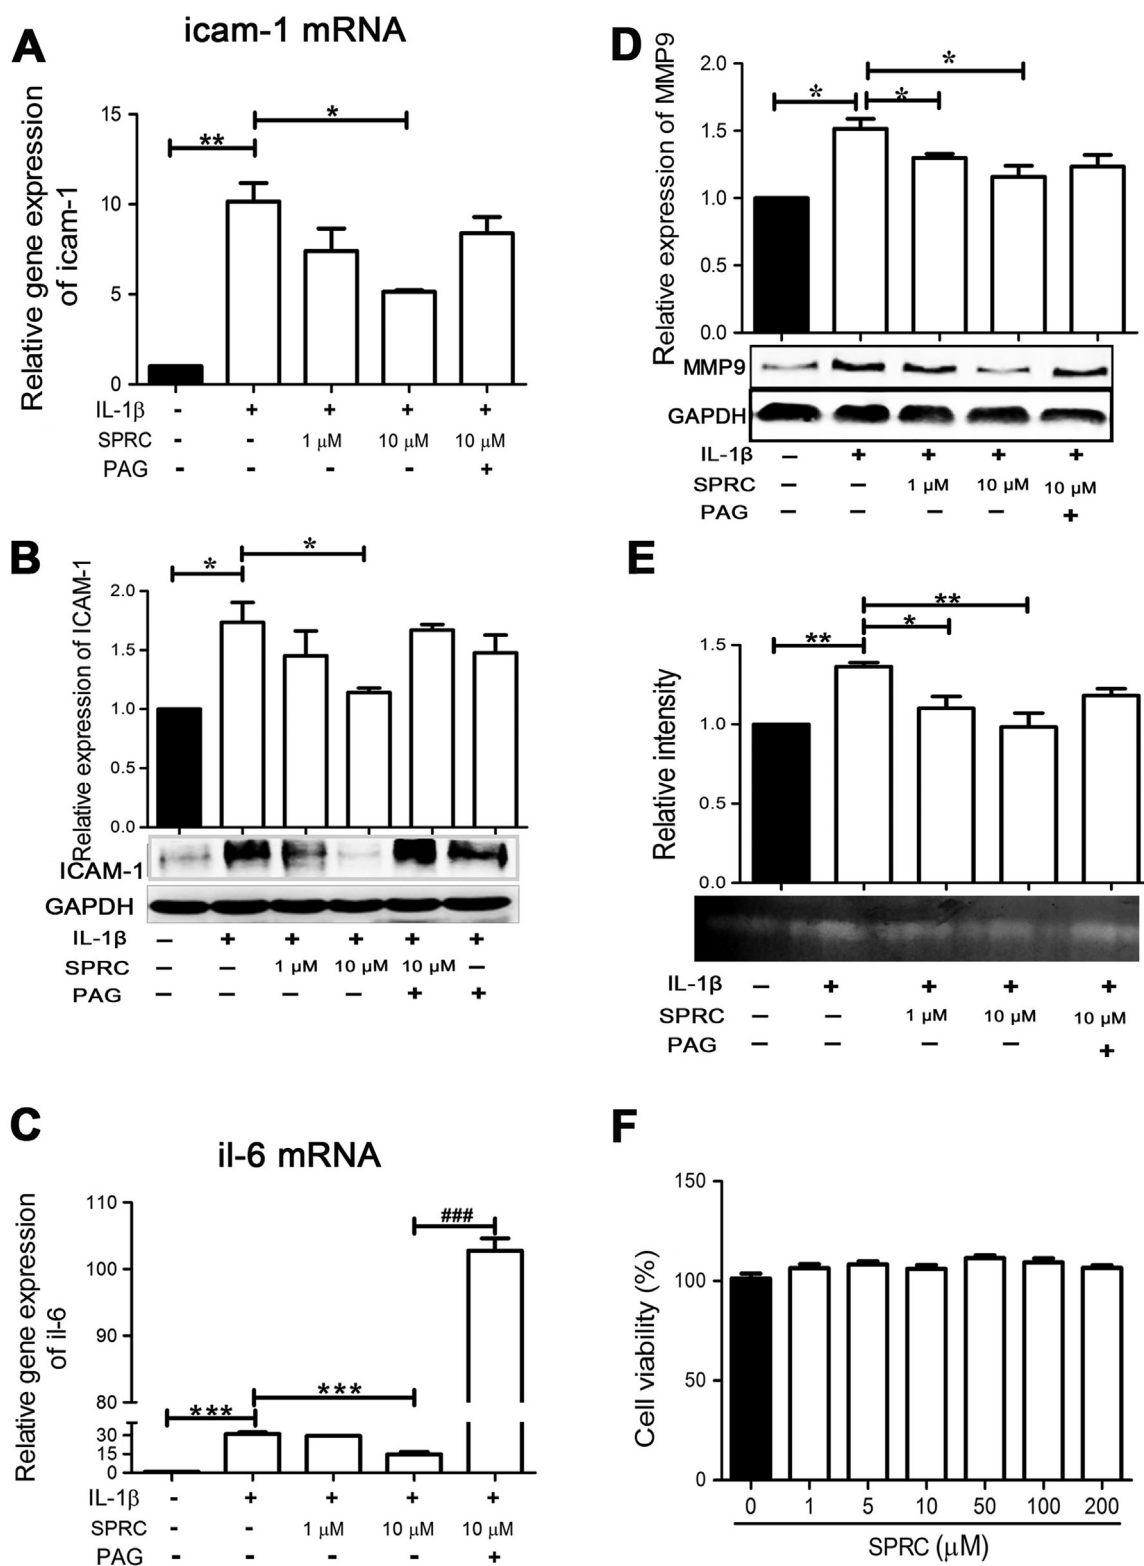 A
icam-1 mRNA
Relative gene expression
of icam-1
15
10
5
0
**
*
IL-1β - + + + +
SPRC - - 1 μM 10 μM 10 μM
PAG - - - - +
B
Relative expression of ICAM-1
2.0
1.5
1.0
0.5
0.0
*
*
ICAM-1
GAPDH
IL-1β – + + + + +
SPRC – – 1 μM 10 μM 10 μM –
PAG – – – – + +
C
il-6 mRNA
Relative gene expression
of il-6
110
100
90
80
30
15
0
***
***
###
IL-1β - + + + +
SPRC - - 1 μM 10 μM 10 μM
PAG - - - - +
D
Relative expression of MMP9
2.0
1.5
1.0
0.5
0.0
*
*
*
MMP9
GAPDH
IL-1β – + + + +
SPRC – – 1 μM 10 μM 10 μM
PAG – – – – +
E
Relative intensity
1.5
1.0
0.5
0.0
**
*
**
IL-1β – + + + +
SPRC – – 1 μM 10 μM 10 μM
PAG – – – – +
F
Cell viability (%)
150
100
50
0
0 1 5 10 50 100 200
SPRC (μM)